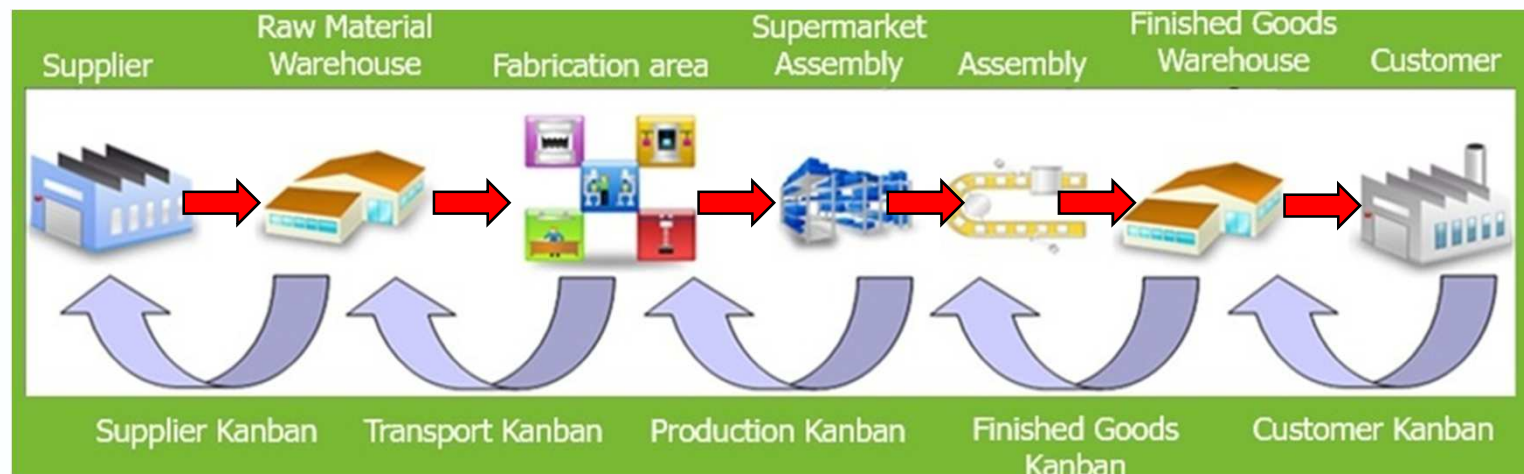 Supplier
Raw Material
Warehouse
Fabrication area
Supermarket
Assembly
Assembly
Finished Goods
Warehouse
Customer
Supplier Kanban
Transport Kanban
Production Kanban
Finished Goods
Kanban
Customer Kanban